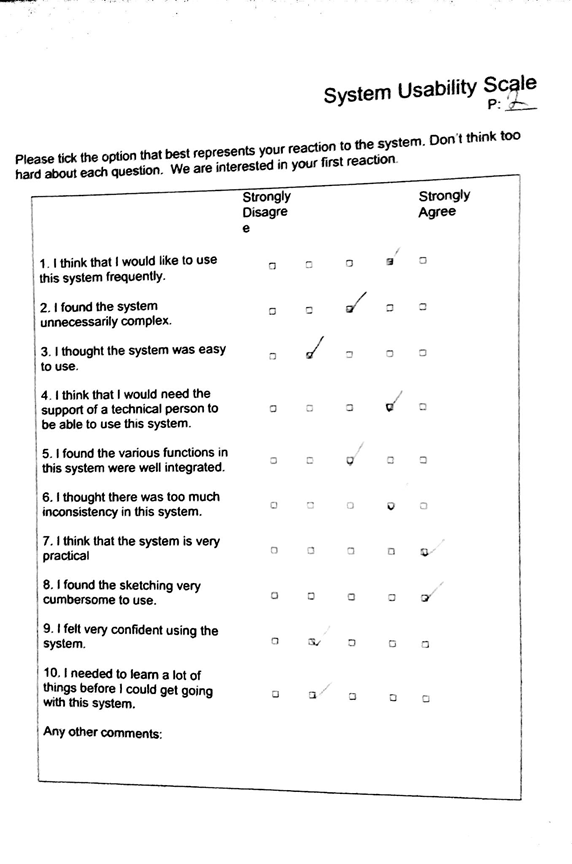 System Usability Scale
P: 2
Please tick the option that best represents your reaction to the system. Don't think too
hard about each question. We are interested in your first reaction.
Strongly Strongly
Disagre Agree
e
1. I think that I would like to use
this system frequently.
2. I found the system
unnecessarily complex.
3. I thought the system was easy
to use.
4. I think that I would need the
support of a technical person to
be able to use this system.
5. I found the various functions in
this system were well integrated.
6. I thought there was too much
inconsistency in this system.
7. I think that the system is very
practical
8. I found the sketching very
cumbersome to use.
9. I felt very confident using the
system.
10. I needed to learn a lot of
things before I could get going
with this system.
Any other comments: